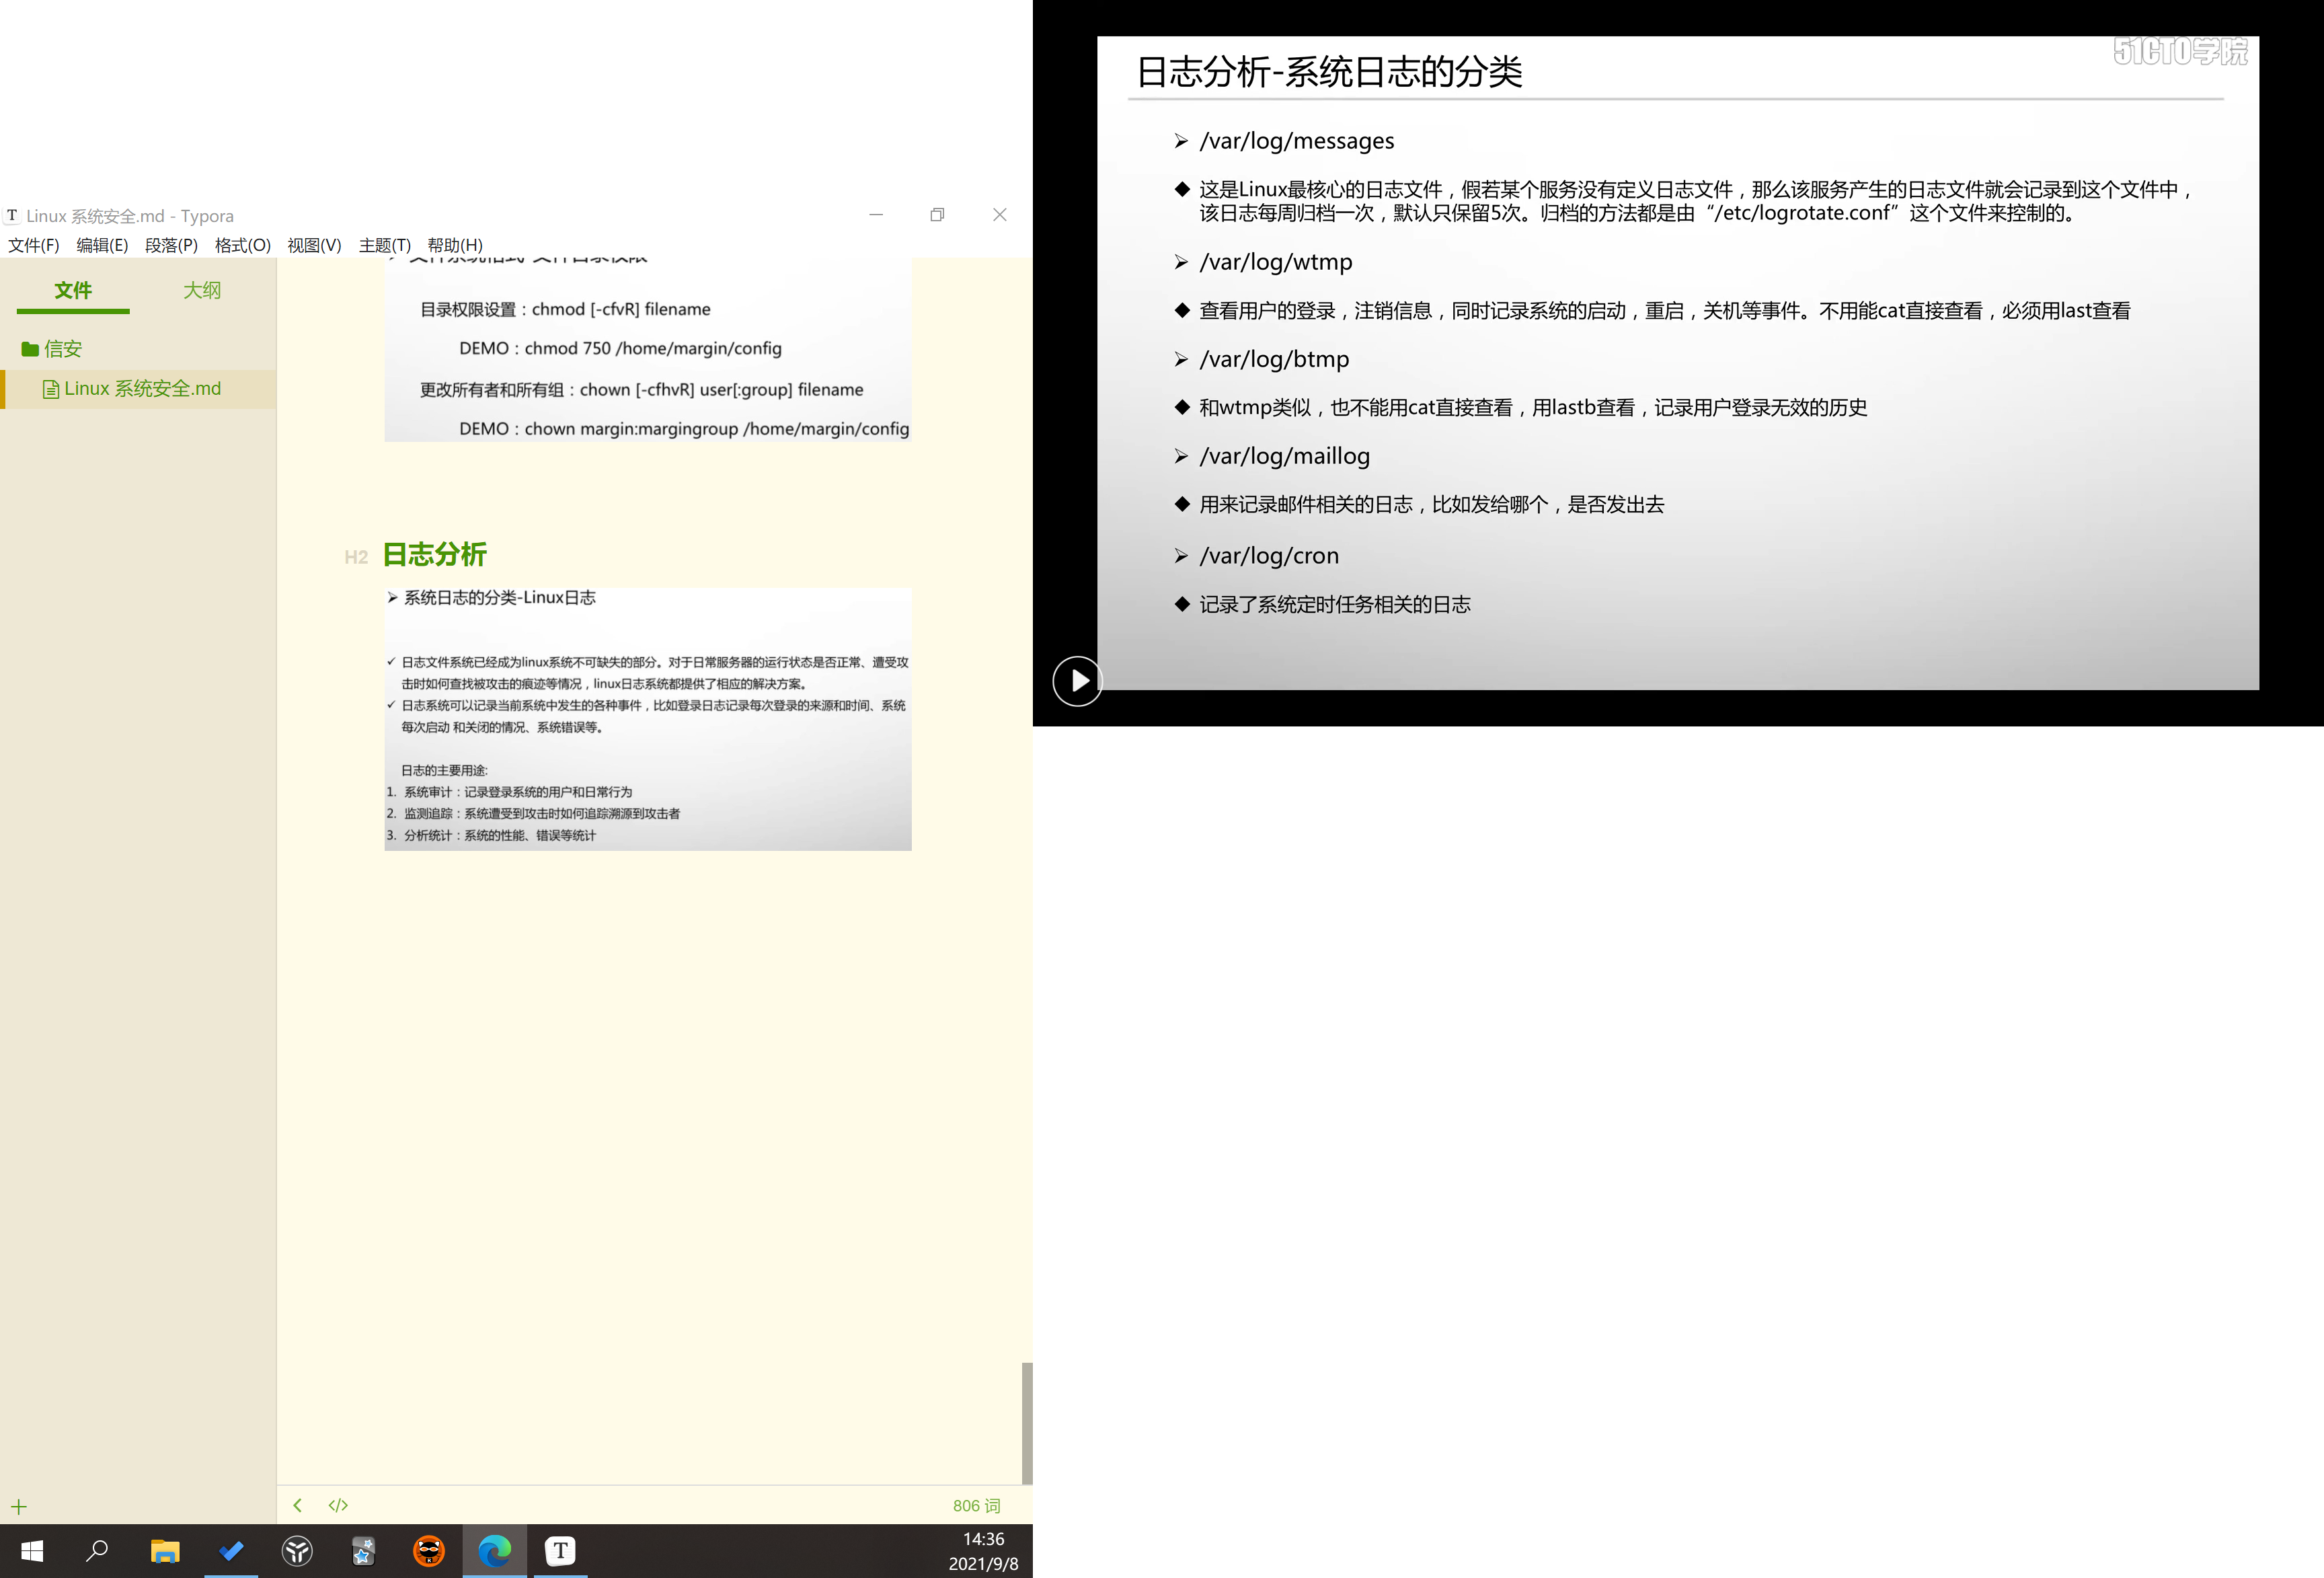 T Linux 系统安全.md - Typora
文件(F) 编辑(E) 段落(P) 格式(O) 视图(V) 主题(T) 帮助(H)
文件 大纲
信安
Linux 系统安全.md
目录权限设置：chmod [-cfvR] filename
DEMO：chmod 750 /home/margin/config
更改所有者和所有组：chown [-cfhvR] user[:group] filename
DEMO：chown margin:margingroup /home/margin/config
H2 日志分析
➢ 系统日志的分类-Linux日志
✓ 日志文件系统已经成为linux系统不可缺失的部分。对于日常服务器的运行状态是否正常、遭受攻
击时如何查找被攻击的痕迹等情况，linux日志系统都提供了相应的解决方案。
✓ 日志系统可以记录当前系统中发生的各种事件，比如登录日志记录每次登录的来源和时间、系统
每次启动 和关闭的情况、系统错误等。
日志的主要用途:
1. 系统审计：记录登录系统的用户和日常行为
2. 监测追踪：系统遭受到攻击时如何追踪溯源到攻击者
3. 分析统计：系统的性能、错误等统计
</> 806 词
T
14:36
2021/9/8
51CTO学院
日志分析-系统日志的分类
➢ /var/log/messages
◆ 这是Linux最核心的日志文件，假若某个服务没有定义日志文件，那么该服务产生的日志文件就会记录到这个文件中，
该日志每周归档一次，默认只保留5次。归档的方法都是由“/etc/logrotate.conf”这个文件来控制的。
➢ /var/log/wtmp
◆ 查看用户的登录，注销信息，同时记录系统的启动，重启，关机等事件。不用能cat直接查看，必须用last查看
➢ /var/log/btmp
◆ 和wtmp类似，也不能用cat直接查看，用lastb查看，记录用户登录无效的历史
➢ /var/log/maillog
◆ 用来记录邮件相关的日志，比如发给哪个，是否发出去
➢ /var/log/cron
◆ 记录了系统定时任务相关的日志